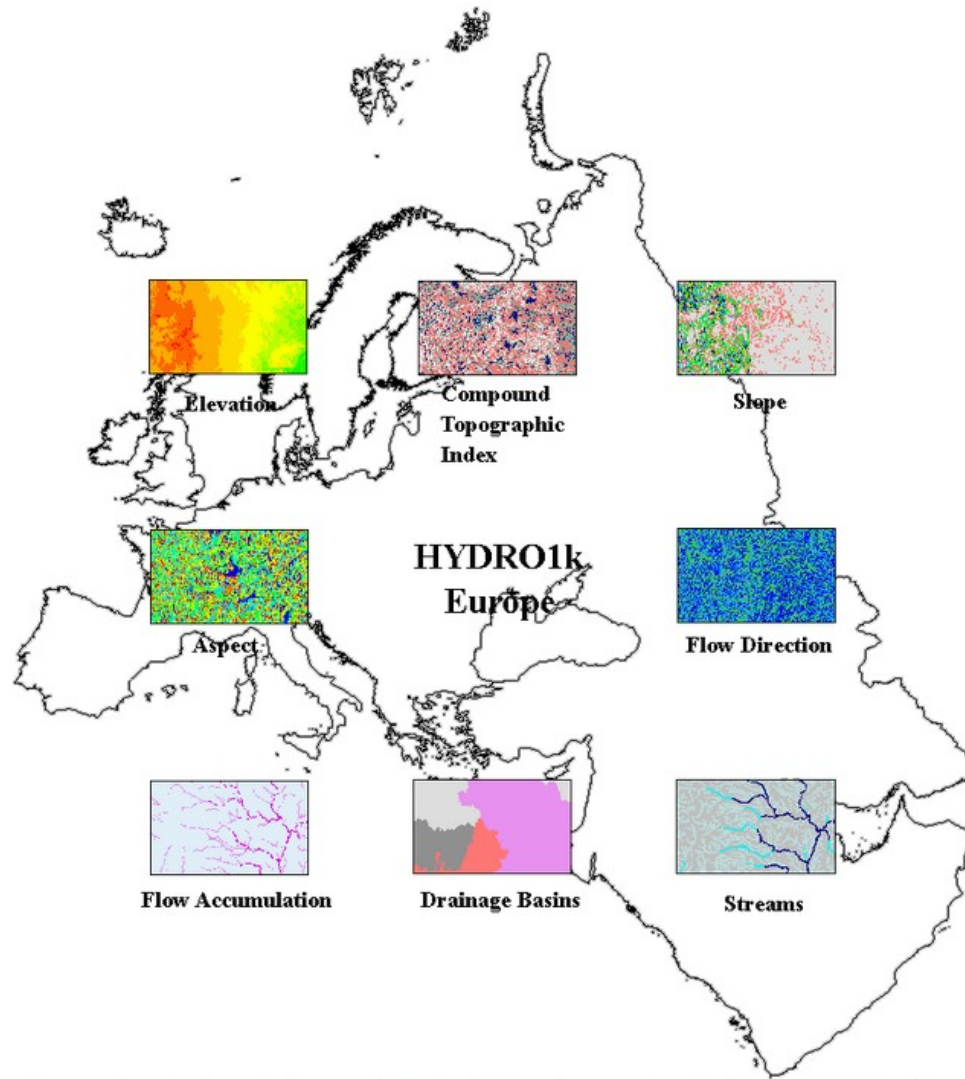 Elevation
Compound
Topographic
Index
Slope
HYDRO1k
Europe
Aspect
Flow Direction
Flow Accumulation
Drainage Basins
Streams